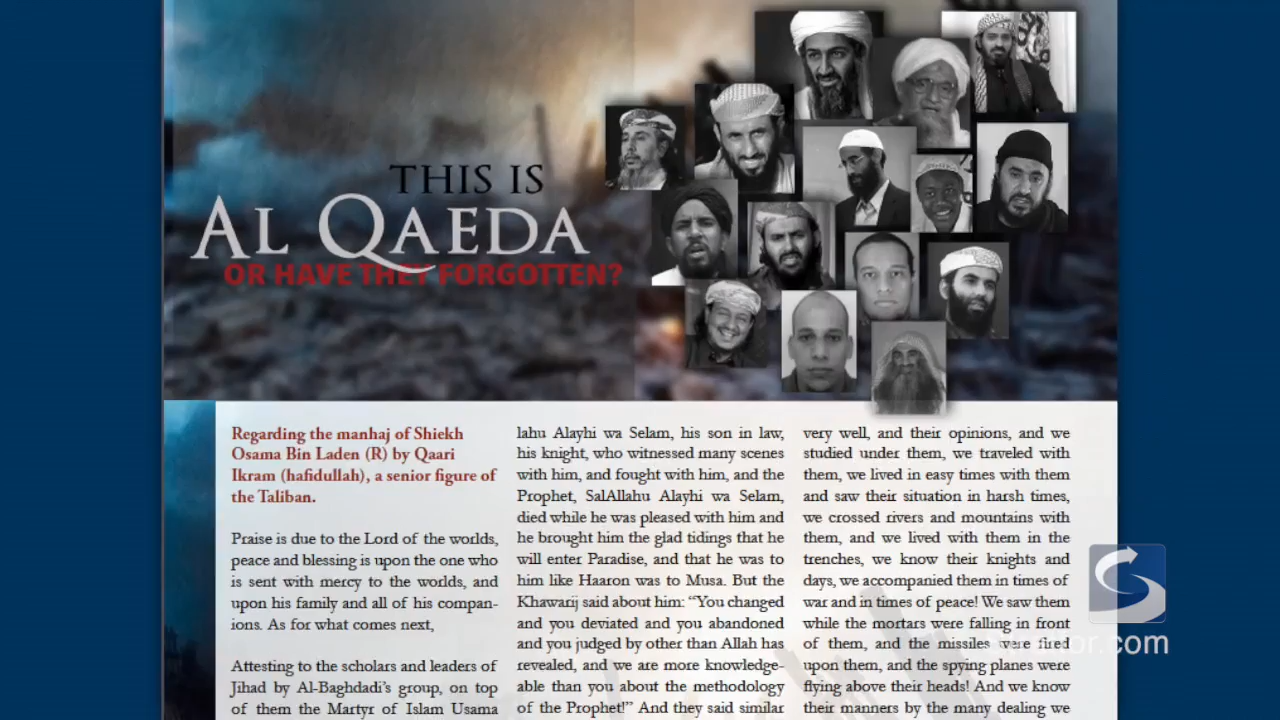 THIS IS
AL QAEDA
OR HAVE THEY FORGOTTEN?
Regarding the manhaj of Shiekh
Osama Bin Laden (R) by Qaari
Ikram (hafidullah), a senior figure of
the Taliban.
Praise is due to the Lord of the worlds,
peace and blessing is upon the one who
is sent with mercy to the worlds, and
upon his family and all of his compan-
ions. As for what comes next,
Attesting to the scholars and leaders of
Jihad by Al-Baghdadi's group, on top
of them the Martyr of Islam Usama
lahu Alayhi wa Selam, his son in law,
his knight, who witnessed many scenes
with him, and fought with him, and the
Prophet, SalAllahu Alayhi wa Selam,
died while he was pleased with him and
he brought him the glad tidings that he
will enter Paradise, and that he was to
him like Haaron was to Musa. But the
Khawarij said about him: "You changed
and you deviated and you abandoned
and you judged by other than Allah has
revealed, and we are more knowledge-
able than you about the methodology
of the Prophet!" And they said similar
very well, and their opinions, and we
studied under them, we traveled with
them, we lived in easy times with them
and saw their situation in harsh times,
we crossed rivers and mountains with
them, and we lived with them in the
trenches, we know their knights and
days, we accompanied them in times of
war and in times of peace! We saw them
while the mortars were falling in front
of them, and the missiles were fired
upon them, and the spying planes were
flying above their heads! And we know
their manners by the many dealing we